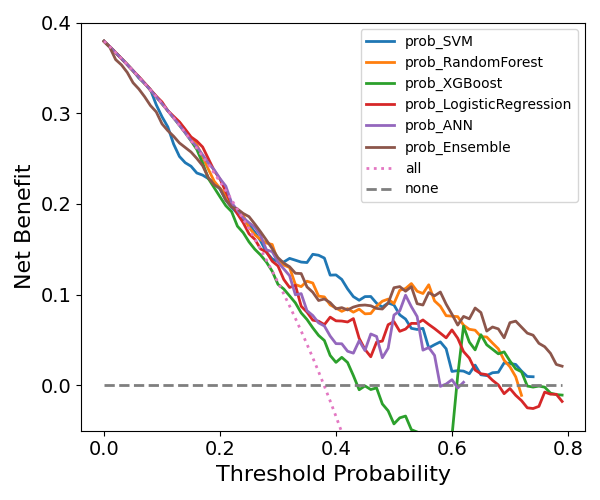 0.4
0.3
0.2
0.1
0.0
Net Benefit
prob_SVM
prob_RandomForest
prob_XGBoost
prob_LogisticRegression
prob_ANN
prob_Ensemble
all
none
0.0 0.2 0.4 0.6 0.8
Threshold Probability